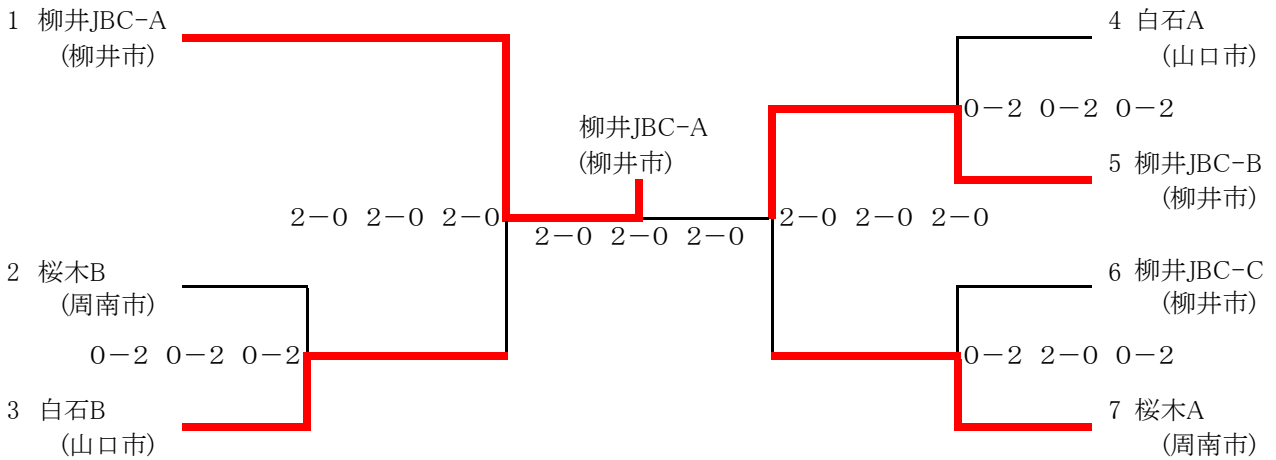 1 柳井JBC-A
(柳井市)
4 白石A
(山口市)
0-2 0-2 0-2
柳井JBC-A
(柳井市)
5 柳井JBC-B
(柳井市)
2-0 2-0 2-0
2-0 2-0 2-0
2-0 2-0 2-0
2 桜木B
(周南市)
6 柳井JBC-C
(柳井市)
0-2 0-2 0-2
0-2 2-0 0-2
3 白石B
(山口市)
7 桜木A
(周南市)